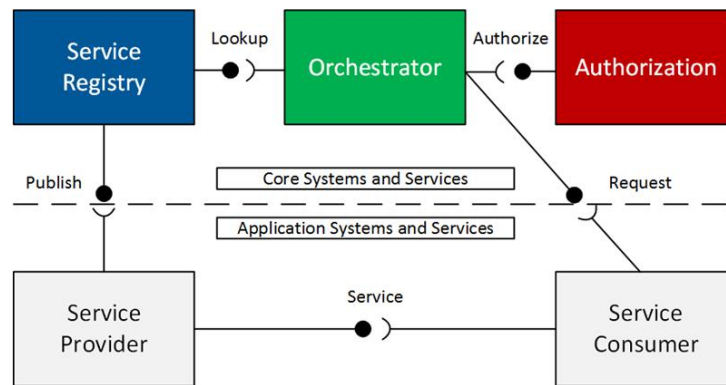 Service
Registry
Lookup
Orchestrator
Authorize
Authorization
Publish
Core Systems and Services
Request
Application Systems and Services
Service
Provider
Service
Service
Consumer